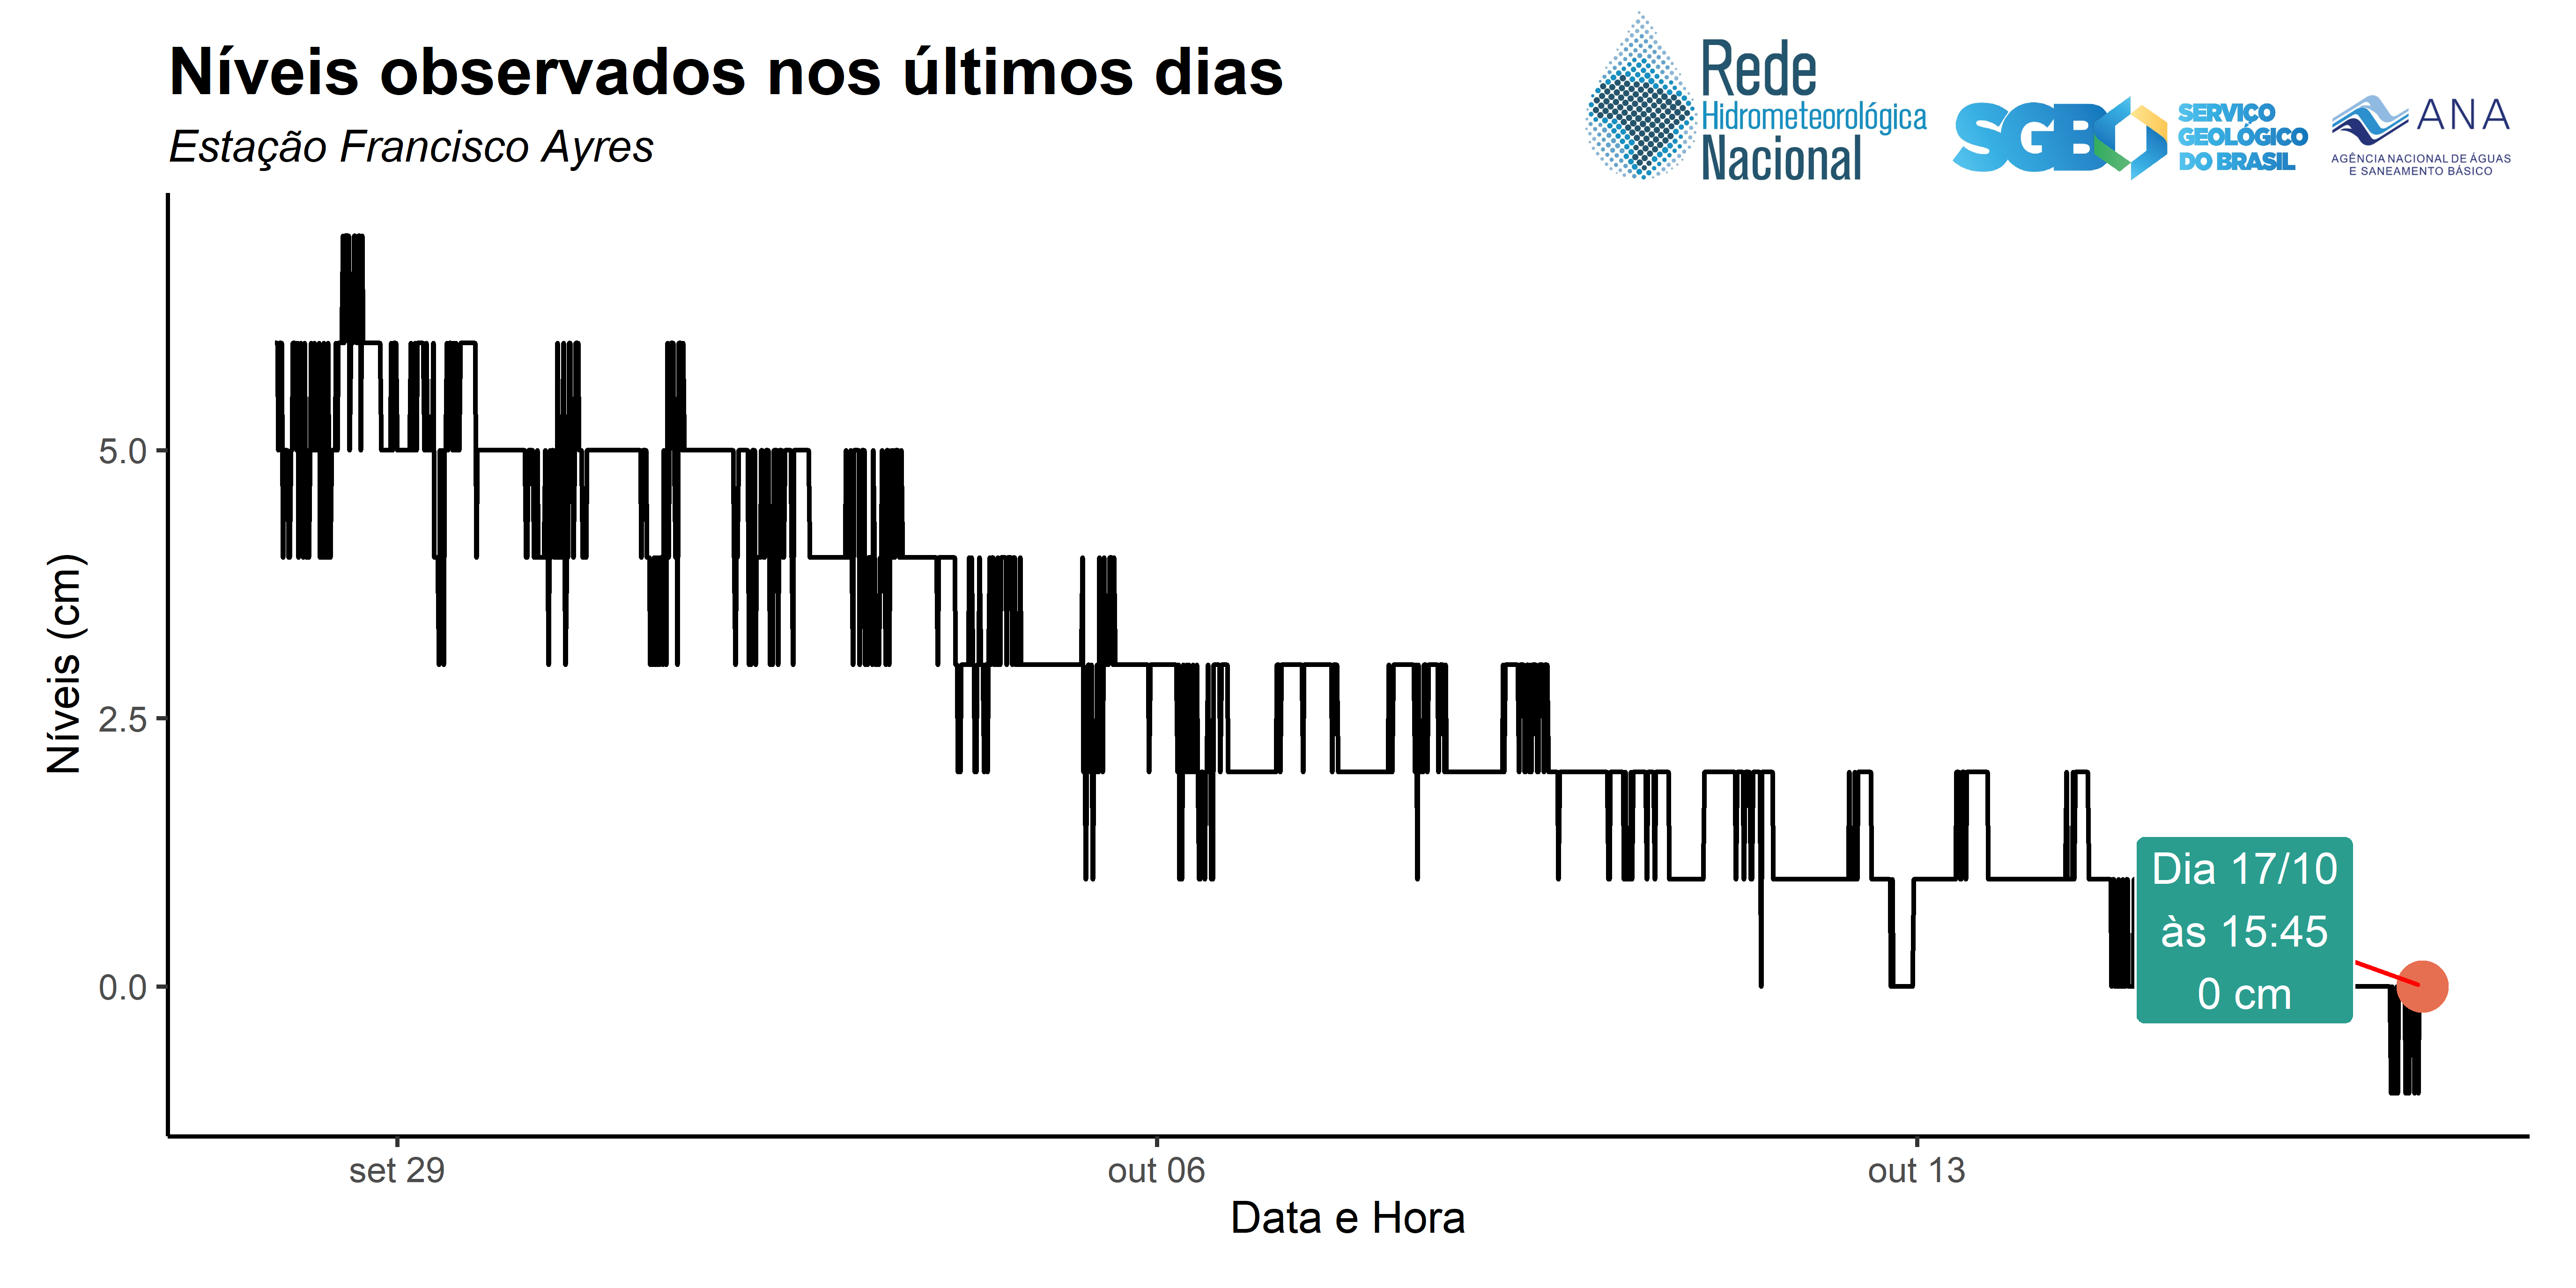 Níveis observados nos últimos dias
Estação Francisco Ayres
Rede
Hidrometeorológica
Nacional
SGB
SERVIÇO
GEOLÓGICO
DO BRASIL
ANA
AGÊNCIA NACIONAL DE ÁGUAS
E SANEAMENTO BÁSICO
Níveis (cm)
5.0
2.5
0.0
Dia 17/10
às 15:45
0 cm
set 29
out 06
out 13
Data e Hora